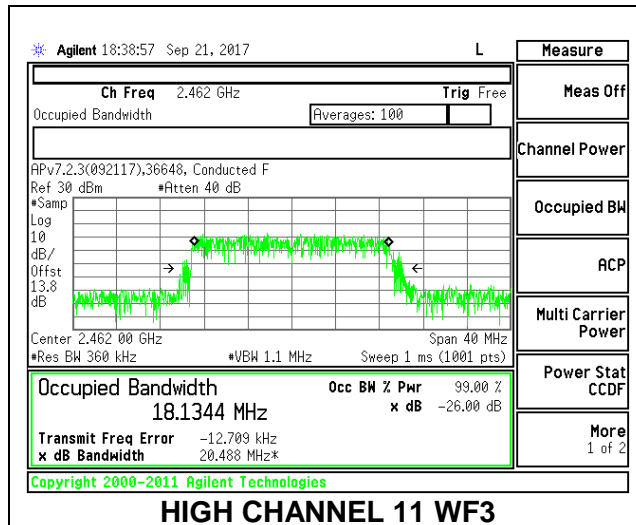 Agilent 18:38:57 Sep 21, 2017 L Measure
Ch Freq 2.462 GHz Trig Free
Occupied Bandwidth Averages: 100
Meas Off
Channel Power
Occupied BW
ACP
Multi Carrier
Power
Power Stat
CCDF
More
1 of 2
APv7.2.3(092117),36648, Conducted F
Ref 30 dBm #Atten 40 dB
#Samp
Log
10
dB/
Offst
13.8
dB
Center 2.462 00 GHz Span 40 MHz
#Res BW 360 kHz #VBW 1.1 MHz Sweep 1 ms (1001 pts)
Occupied Bandwidth Occ BW % Pwr 99.00 %
18.1344 MHz x dB -26.00 dB
Transmit Freq Error -12.709 kHz
x dB Bandwidth 20.488 MHz*
Copyright 2000-2011 Agilent Technologies
HIGH CHANNEL 11 WF3